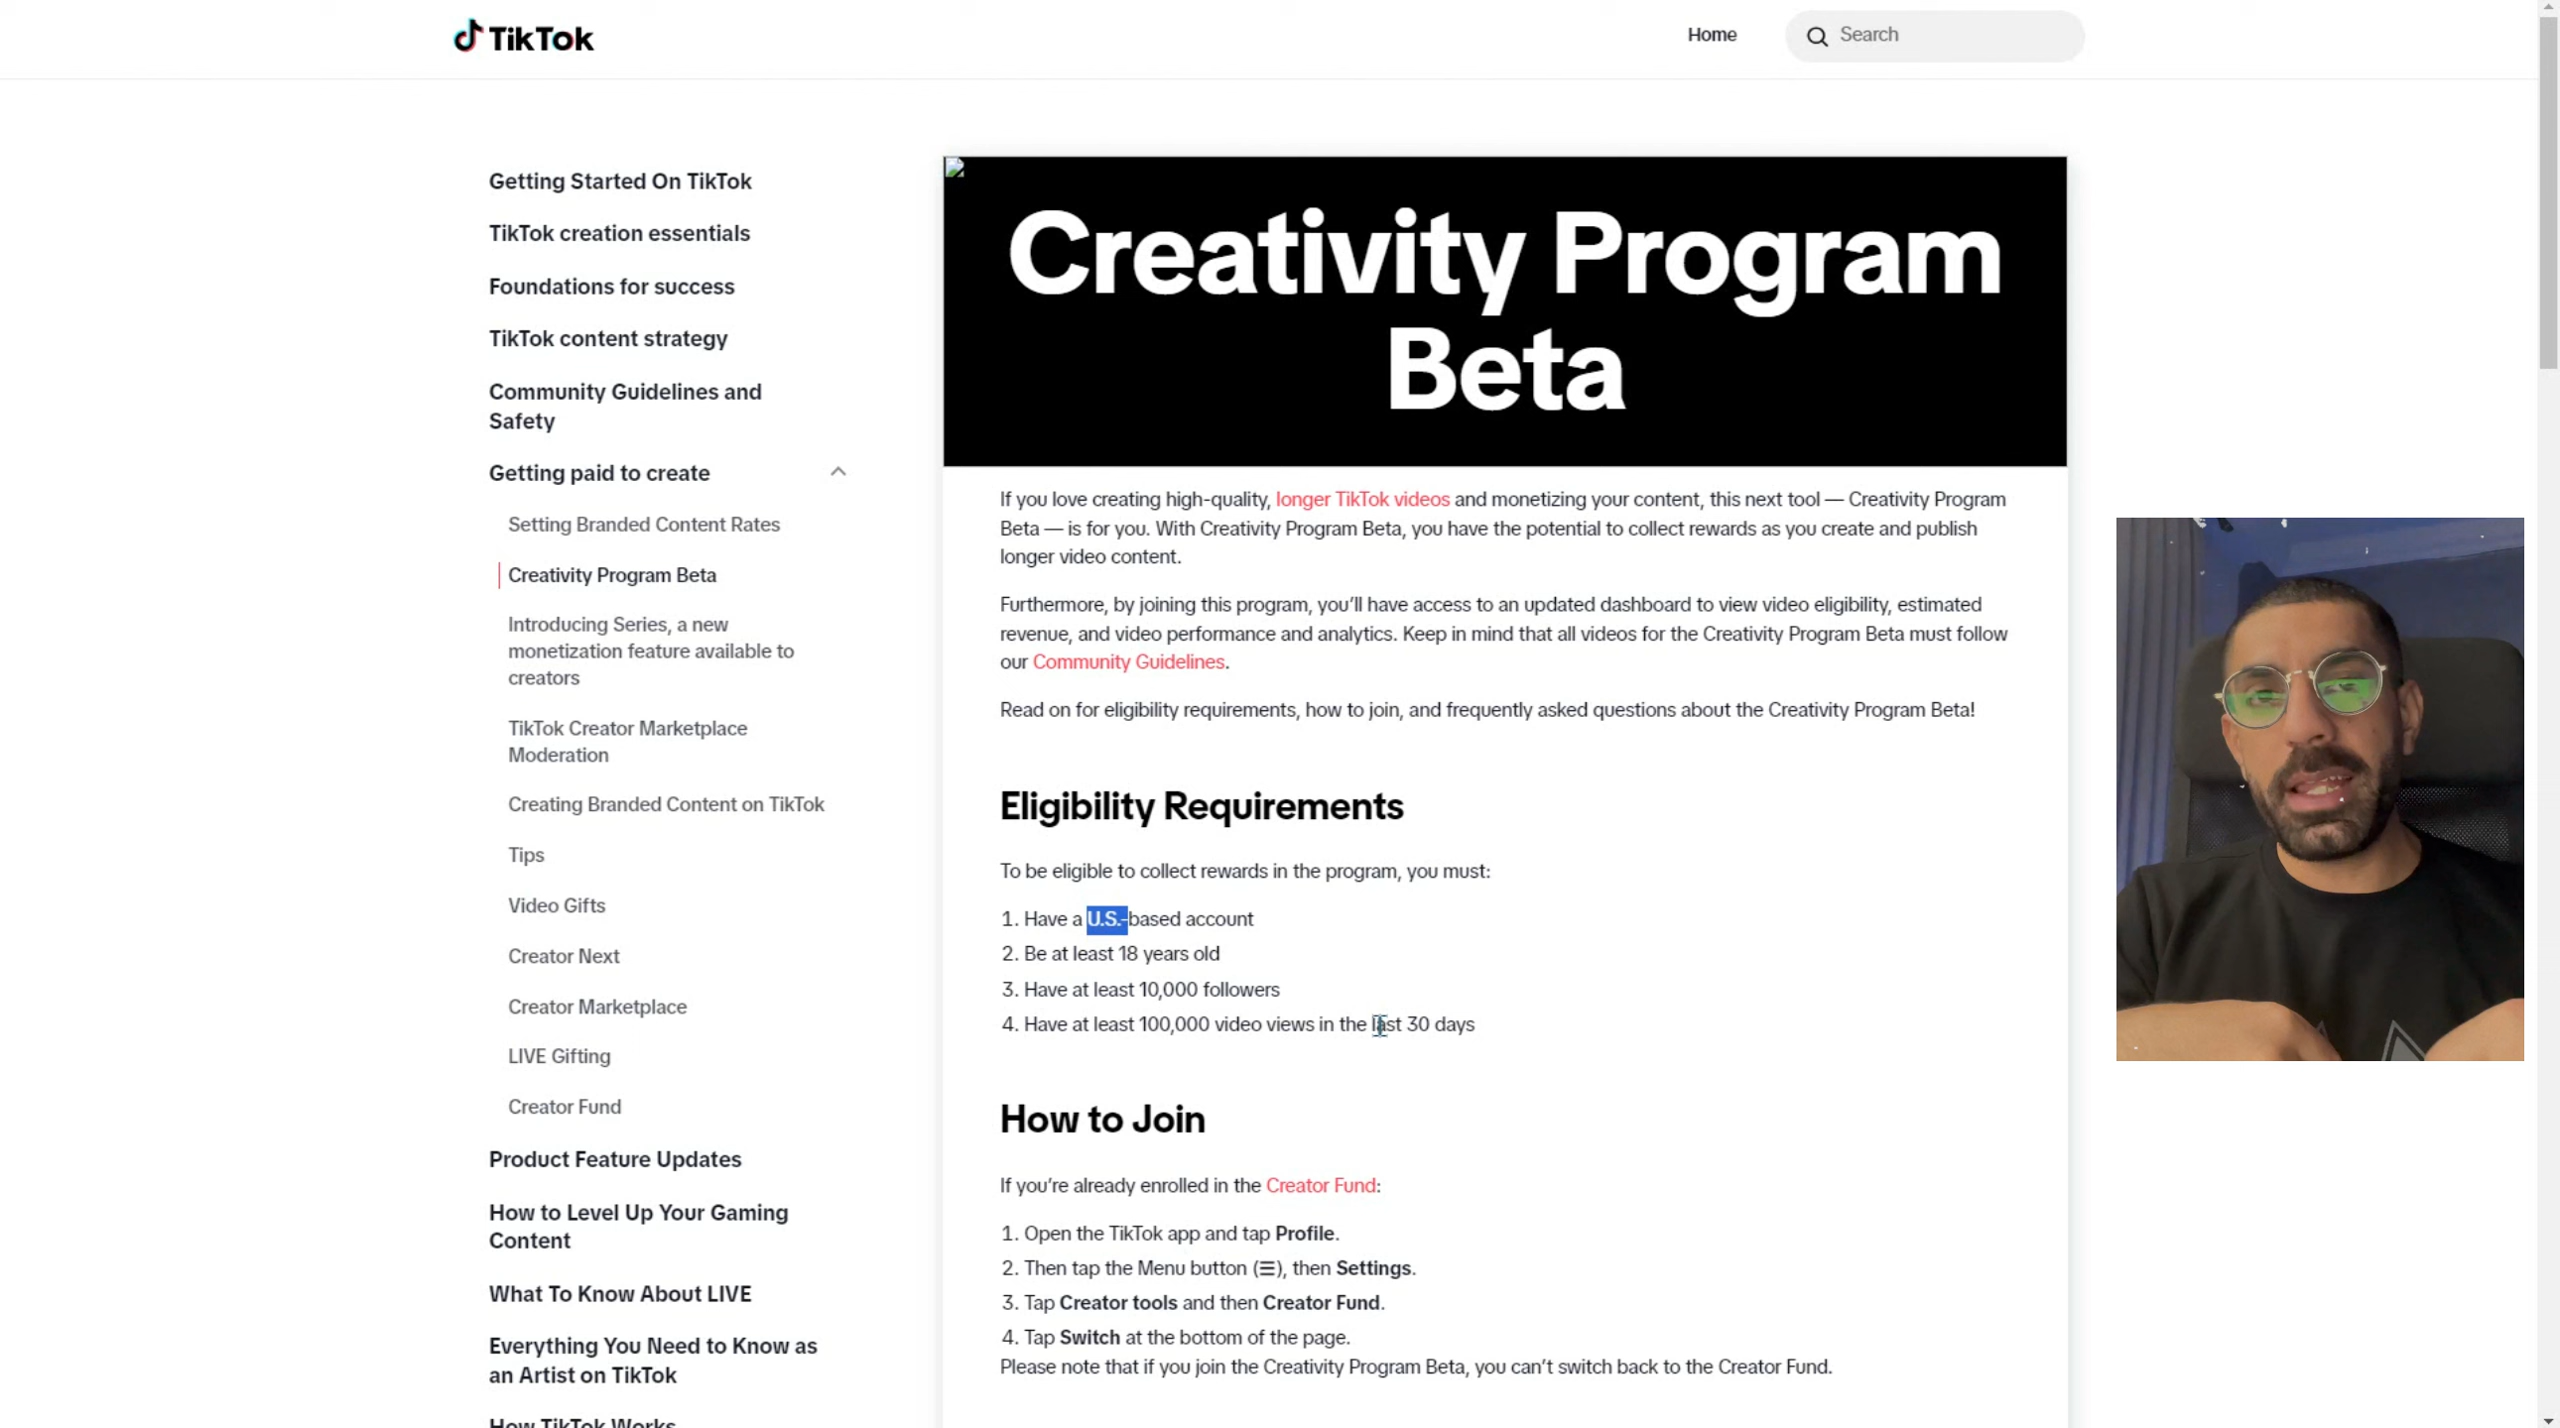 TikTok
Home
Search
Getting Started On TikTok
TikTok creation essentials
Foundations for success
TikTok content strategy
Community Guidelines and
Safety
Getting paid to create
Setting Branded Content Rates
Creativity Program Beta
Introducing Series, a new
monetization feature available to
creators
TikTok Creator Marketplace
Moderation
Creating Branded Content on TikTok
Tips
Video Gifts
Creator Next
Creator Marketplace
LIVE Gifting
Creator Fund
Product Feature Updates
How to Level Up Your Gaming
Content
What To Know About LIVE
Everything You Need to Know as
an Artist on TikTok
How TikTok Works
Creativity Program
Beta
If you love creating high-quality, longer TikTok videos and monetizing your content, this next tool — Creativity Program
Beta — is for you. With Creativity Program Beta, you have the potential to collect rewards as you create and publish
longer video content.
Furthermore, by joining this program, you’ll have access to an updated dashboard to view video eligibility, estimated
revenue, and video performance and analytics. Keep in mind that all videos for the Creativity Program Beta must follow
our Community Guidelines.
Read on for eligibility requirements, how to join, and frequently asked questions about the Creativity Program Beta!
Eligibility Requirements
To be eligible to collect rewards in the program, you must:
1. Have a U.S.-based account
2. Be at least 18 years old
3. Have at least 10,000 followers
4. Have at least 100,000 video views in the last 30 days
How to Join
If you’re already enrolled in the Creator Fund:
1. Open the TikTok app and tap Profile.
2. Then tap the Menu button (☰), then Settings.
3. Tap Creator tools and then Creator Fund.
4. Tap Switch at the bottom of the page.
Please note that if you join the Creativity Program Beta, you can’t switch back to the Creator Fund.